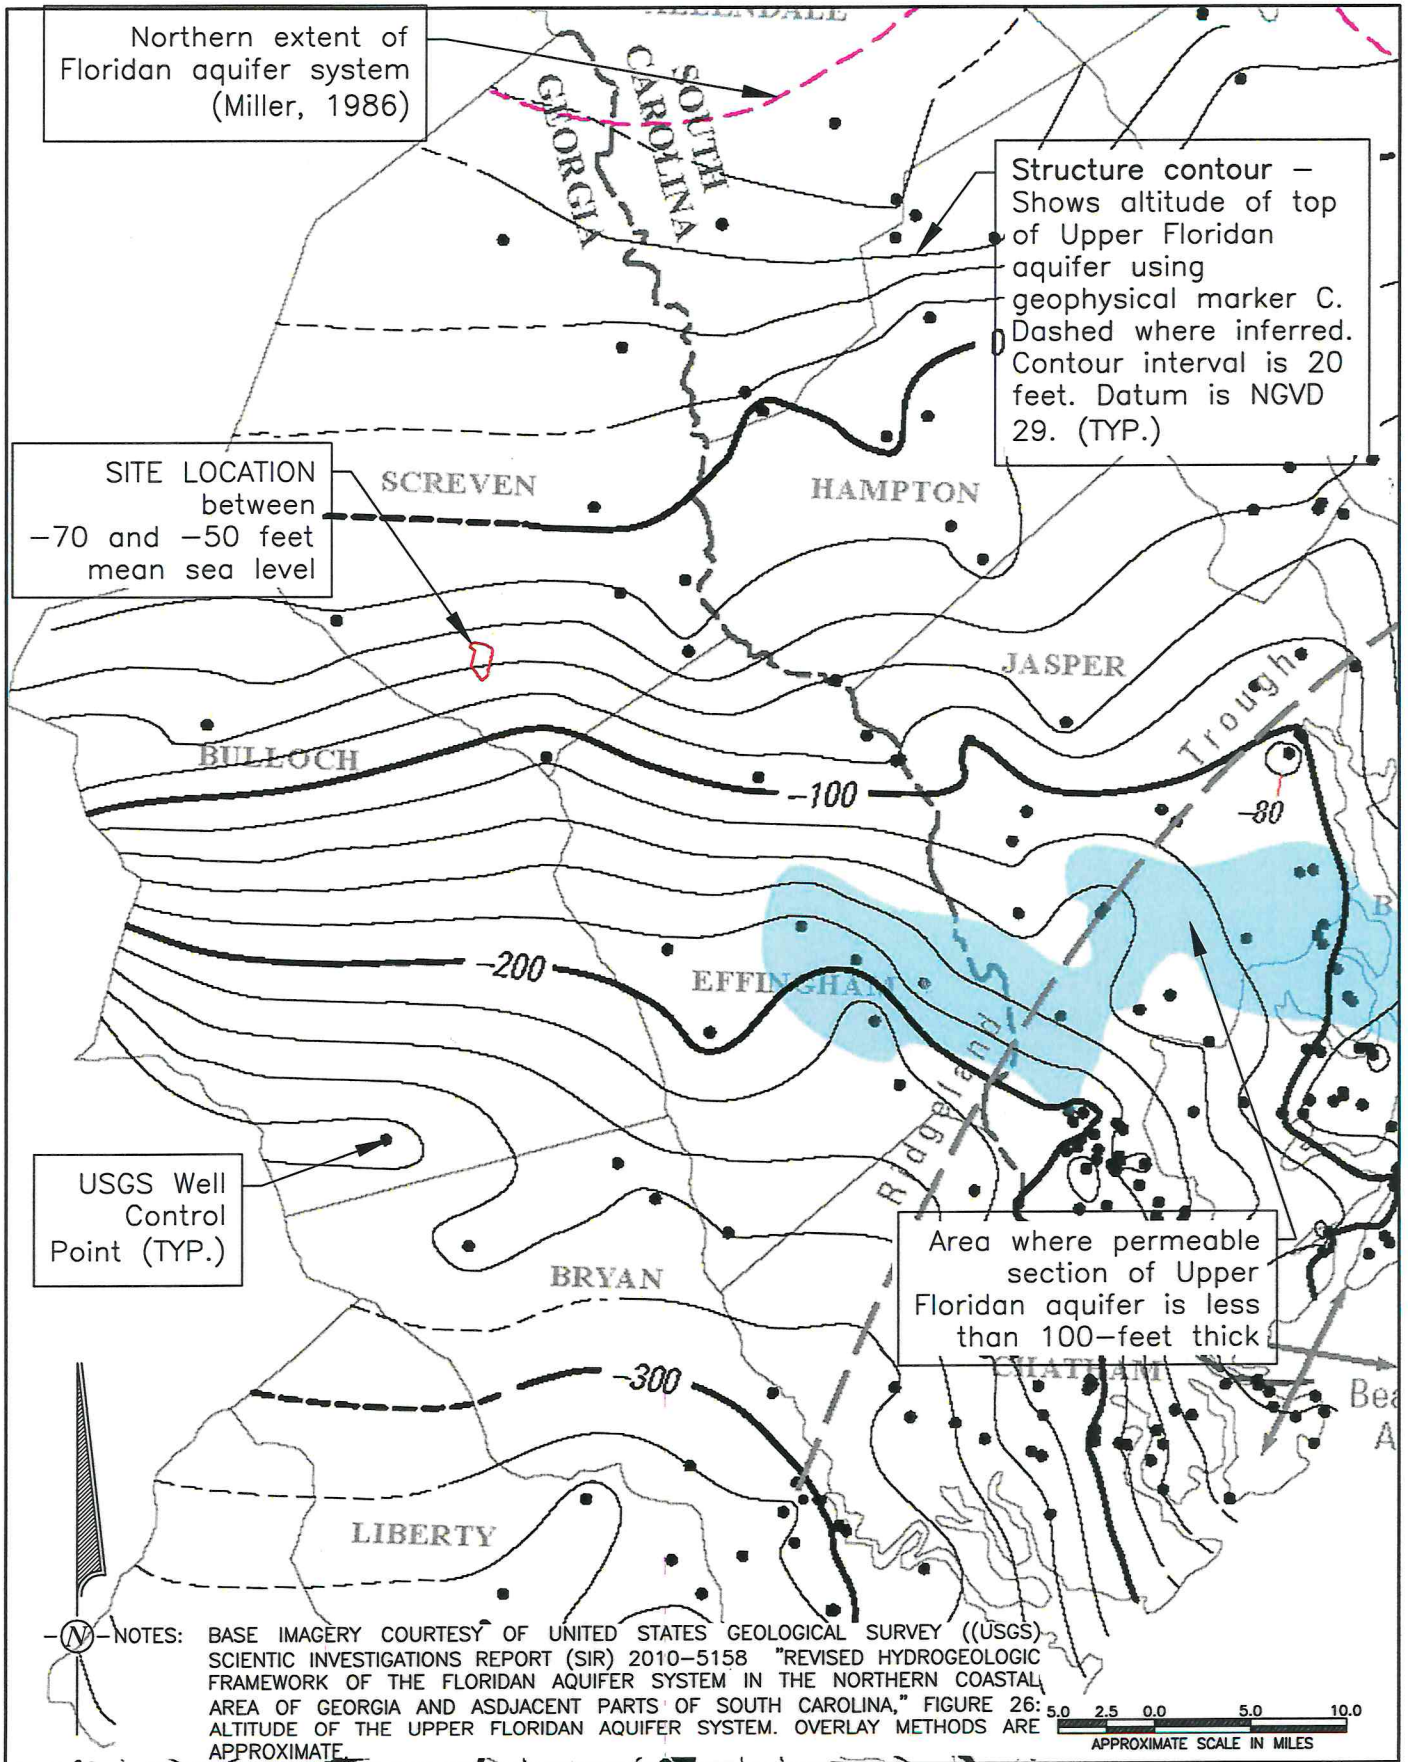 ALLENDALE
Northern extent of
Floridan aquifer system
(Miller, 1986)
SOUTH
CAROLINA
GEORGIA
Structure contour –
Shows altitude of top
of Upper Floridan
aquifer using
geophysical marker C.
Dashed where inferred.
Contour interval is 20
feet. Datum is NGVD
29. (TYP.)
0
SITE LOCATION
between
-70 and -50 feet
mean sea level
SCREVEN
HAMPTON
JASPER
Trough
BULLOCH
-100
-80
B
-200
EFFINGHAM
Ridgeland
USGS Well
Control
Point (TYP.)
Area where permeable
section of Upper
Floridan aquifer is less
than 100-feet thick
BRYAN
CHATHAM
-300
Bea
A
LIBERTY
N
NOTES: BASE IMAGERY COURTESY OF UNITED STATES GEOLOGICAL SURVEY ((USGS)
SCIENTIC INVESTIGATIONS REPORT (SIR) 2010-5158 "REVISED HYDROGEOLOGIC
FRAMEWORK OF THE FLORIDAN AQUIFER SYSTEM IN THE NORTHERN COASTAL
AREA OF GEORGIA AND ASDJACENT PARTS OF SOUTH CAROLINA," FIGURE 26:
ALTITUDE OF THE UPPER FLORIDAN AQUIFER SYSTEM. OVERLAY METHODS ARE
APPROXIMATE.
5.0 2.5 0.0 5.0 10.0
APPROXIMATE SCALE IN MILES